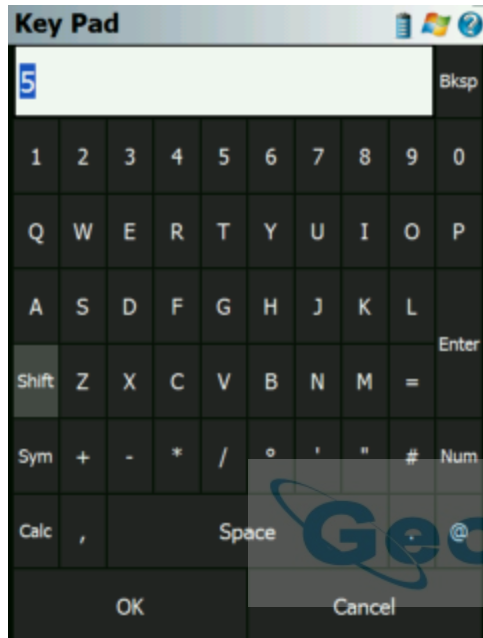 Key Pad
5 Bksp
1 2 3 4 5 6 7 8 9 0
Q W E R T Y U I O P
A S D F G H J K L
Enter
Shift Z X C V B N M =
Sym + - * / ° ' " # Num
Calc , Space . @
Geo
OK Cancel